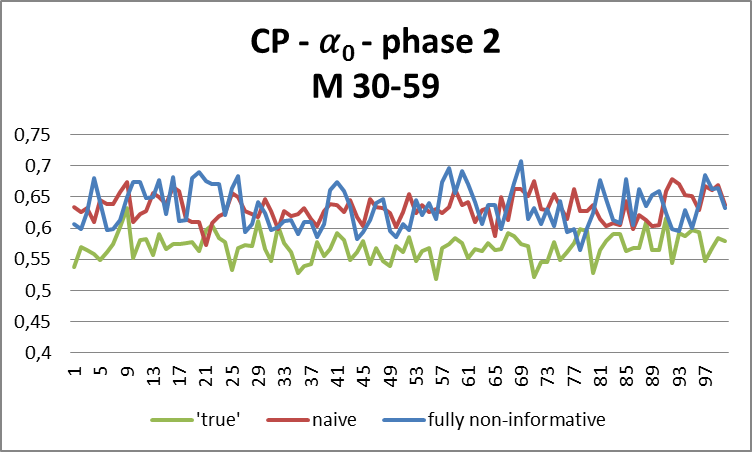 CP - α₀ - phase 2
M 30-59
0,75
0,7
0,65
0,6
0,55
0,5
0,45
0,4
1 5 9 13 17 21 25 29 33 37 41 45 49 53 57 61 65 69 73 77 81 85 89 93 97
'true' naive fully non-informative